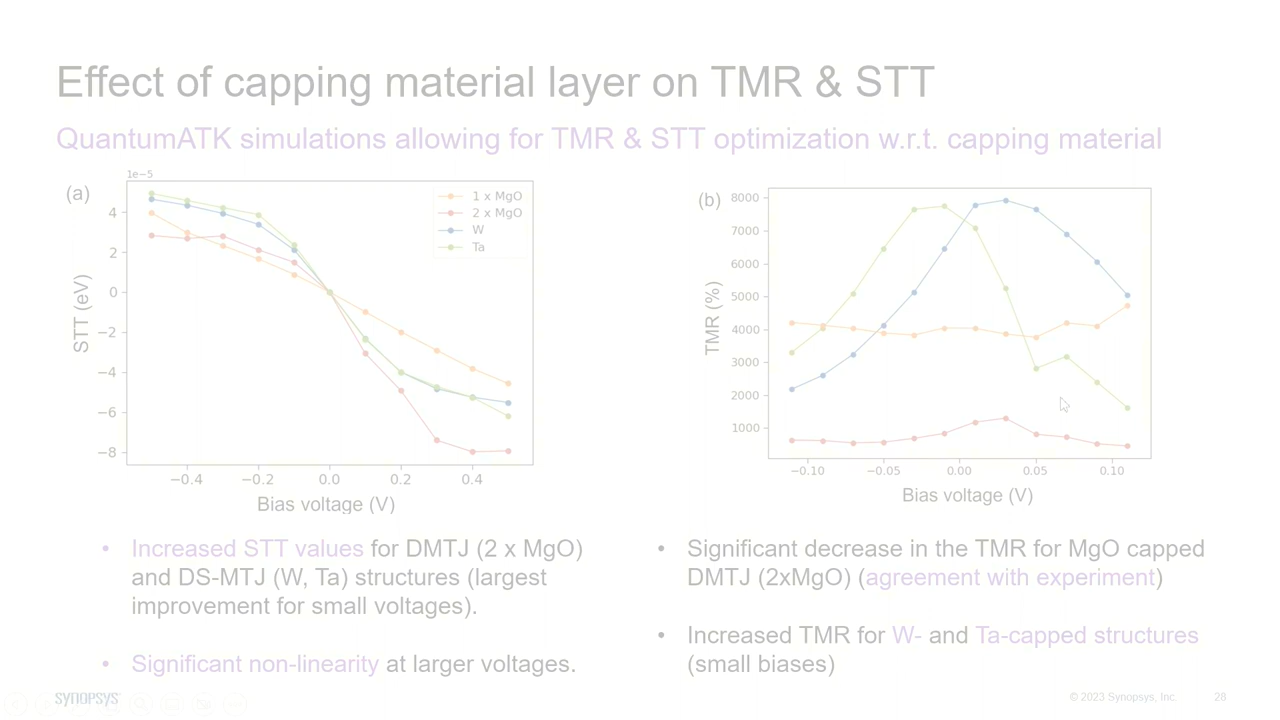 Effect of capping material layer on TMR & STT
QuantumATK simulations allowing for TMR & STT optimization w.r.t. capping material
(a)
1e−5
STT (eV)
4
2
0
−2
−4
−6
−8
1 x MgO
2 x MgO
W
Ta
−0.4
−0.2
0.0
0.2
0.4
Bias voltage (V)
(b)
TMR (%)
8000
7000
6000
5000
4000
3000
2000
1000
−0.10
−0.05
0.00
0.05
0.10
Bias voltage (V)
• Increased STT values for DMTJ (2 x MgO)
and DS-MTJ (W, Ta) structures (largest
improvement for small voltages).
• Significant non-linearity at larger voltages.
• Significant decrease in the TMR for MgO capped
DMTJ (2xMgO) (agreement with experiment)
• Increased TMR for W- and Ta-capped structures
(small biases)
SYNOPSYS
© 2023 Synopsys, Inc.
28